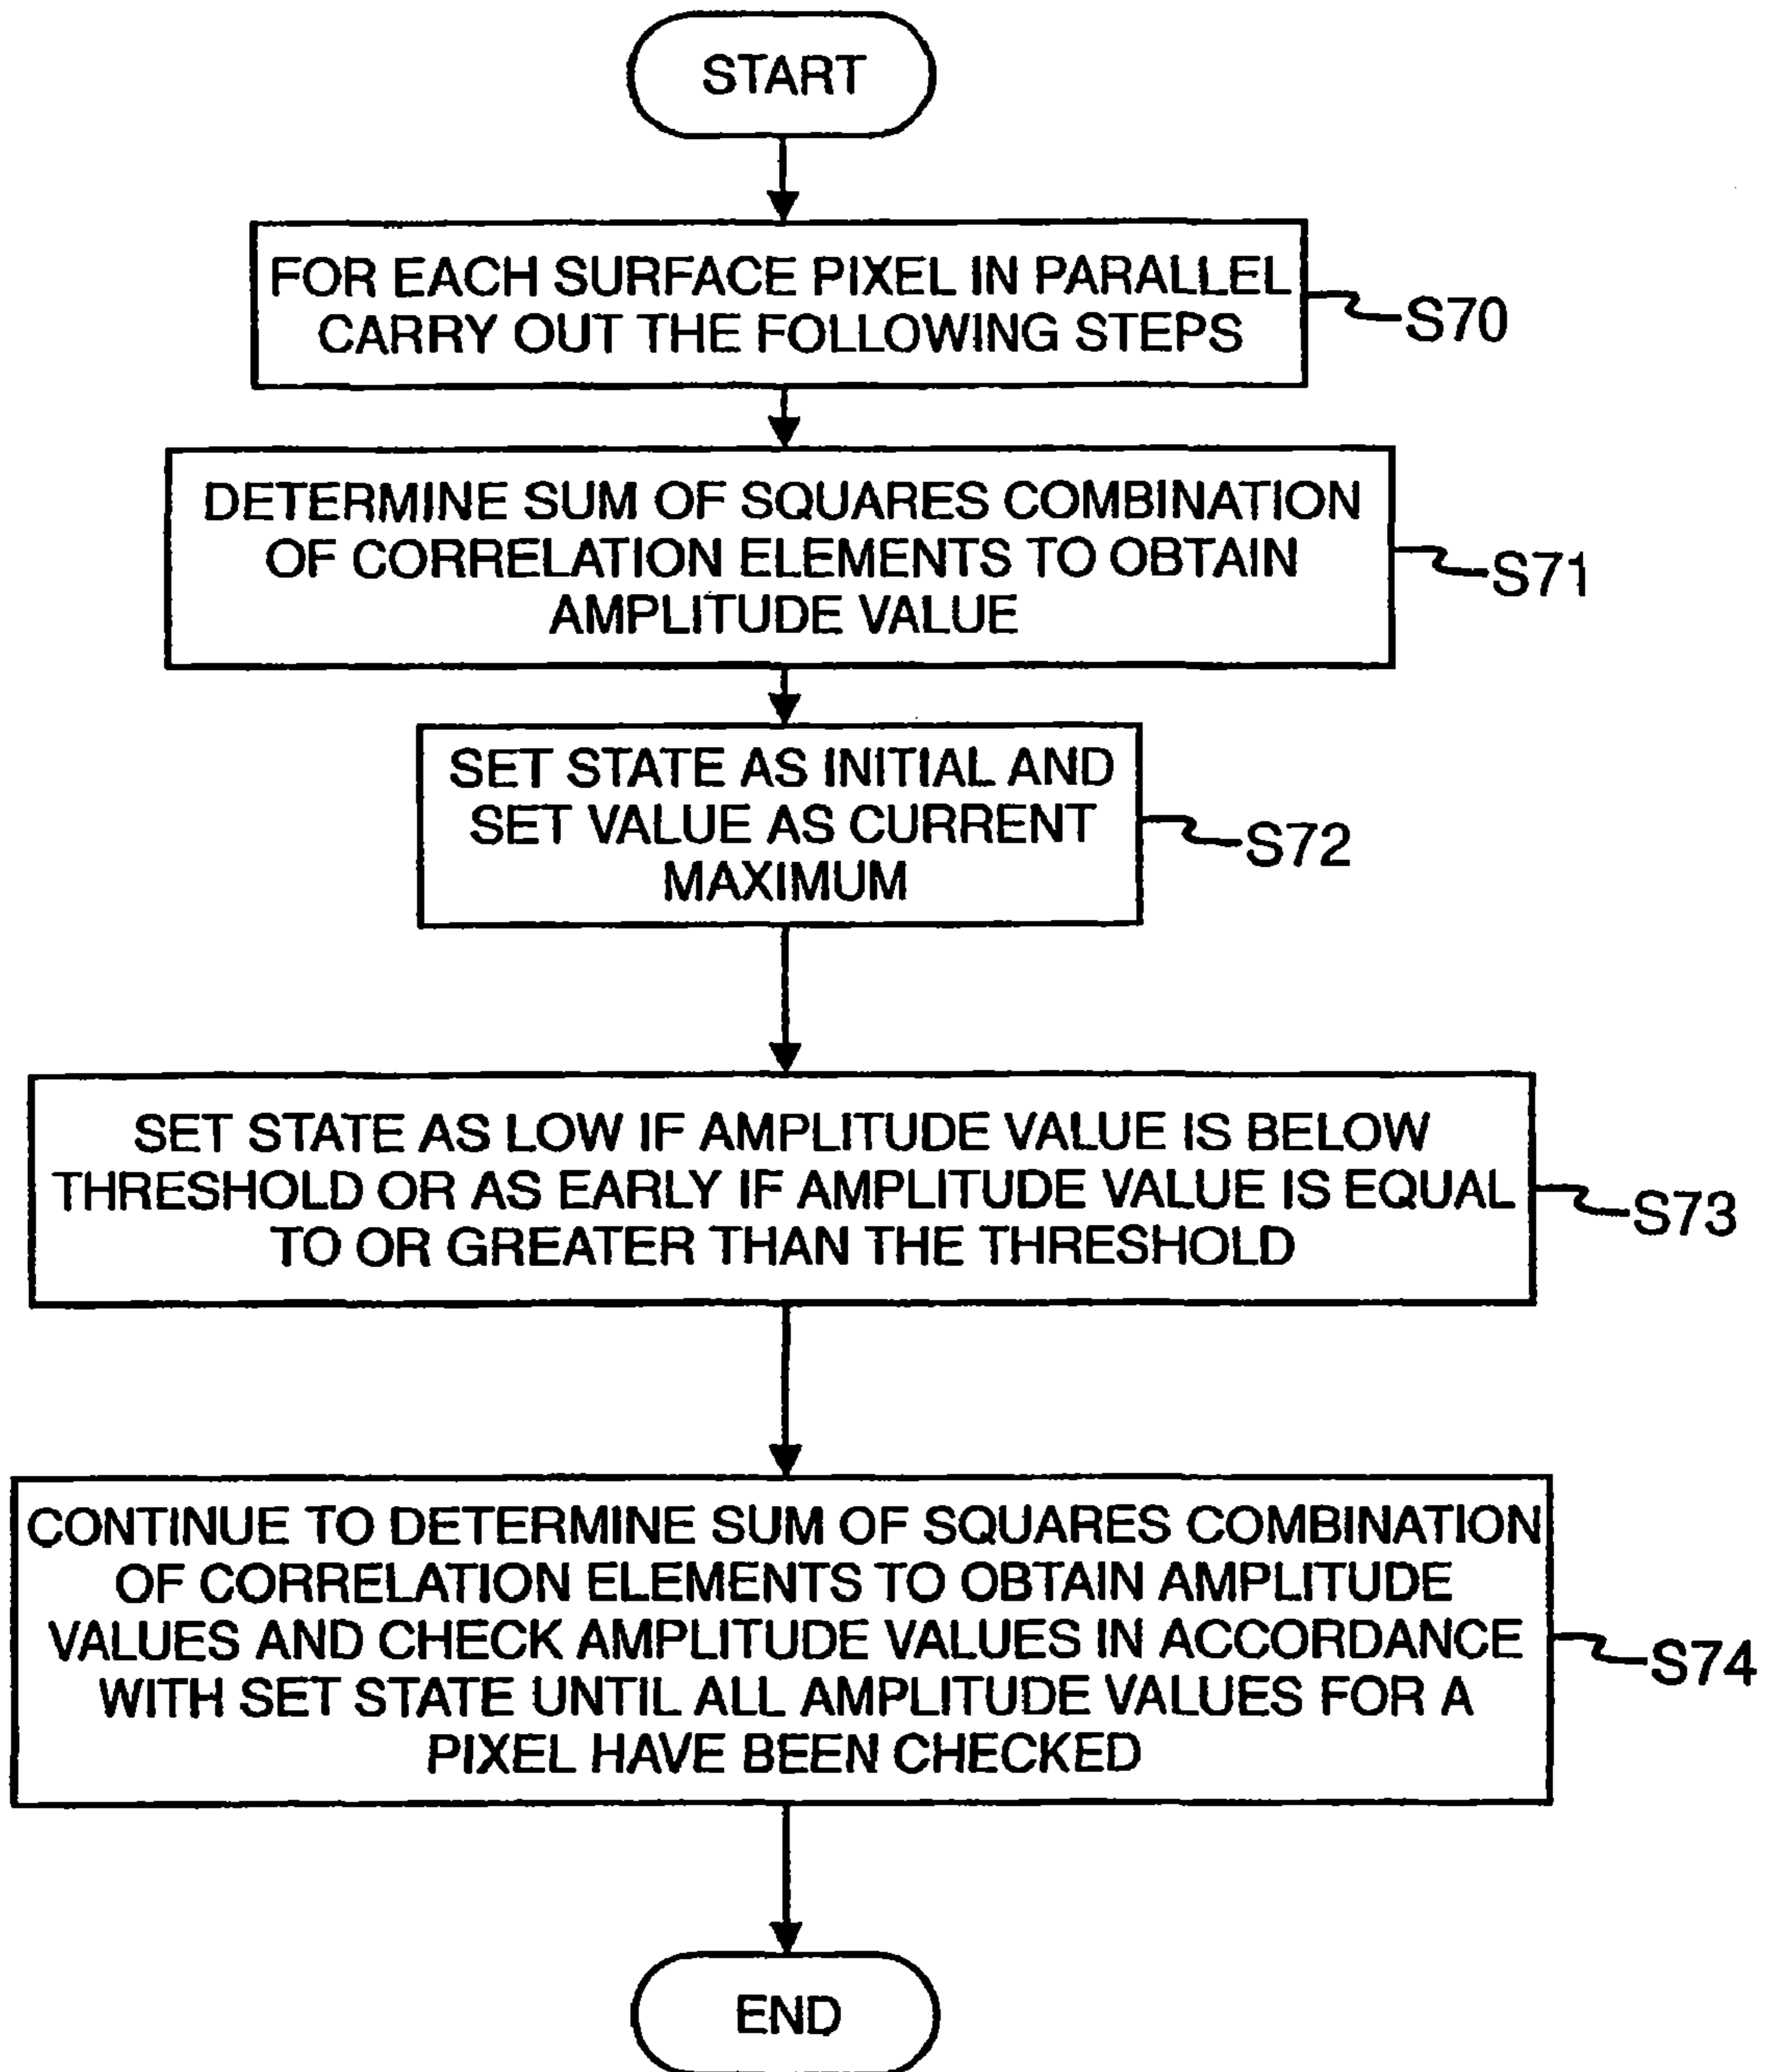 START
FOR EACH SURFACE PIXEL IN PARALLEL
CARRY OUT THE FOLLOWING STEPS
S70
DETERMINE SUM OF SQUARES COMBINATION
OF CORRELATION ELEMENTS TO OBTAIN
AMPLITUDE VALUE
S71
SET STATE AS INITIAL AND
SET VALUE AS CURRENT
MAXIMUM
S72
SET STATE AS LOW IF AMPLITUDE VALUE IS BELOW
THRESHOLD OR AS EARLY IF AMPLITUDE VALUE IS EQUAL
TO OR GREATER THAN THE THRESHOLD
S73
CONTINUE TO DETERMINE SUM OF SQUARES COMBINATION
OF CORRELATION ELEMENTS TO OBTAIN AMPLITUDE
VALUES AND CHECK AMPLITUDE VALUES IN ACCORDANCE
WITH SET STATE UNTIL ALL AMPLITUDE VALUES FOR A
PIXEL HAVE BEEN CHECKED
S74
END